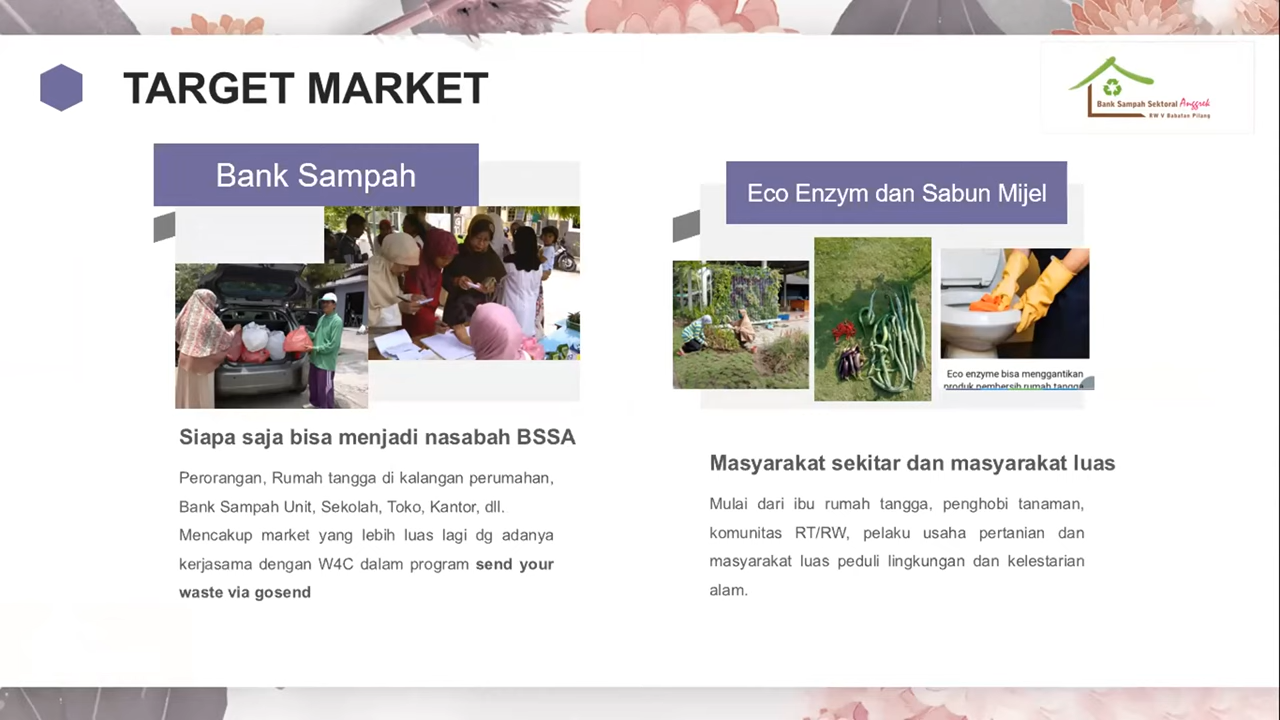 TARGET MARKET
Bank Sampah Sektoral Anggrek
RW V Babatan Pilang
Bank Sampah
Siapa saja bisa menjadi nasabah BSSA
Perorangan, Rumah tangga di kalangan perumahan,
Bank Sampah Unit, Sekolah, Toko, Kantor, dll.
Mencakup market yang lebih luas lagi dg adanya
kerjasama dengan W4C dalam program send your
waste via gosend
Eco Enzym dan Sabun Mijel
Eco enzyme bisa menggantikan
produk pembersih rumah tangga
Masyarakat sekitar dan masyarakat luas
Mulai dari ibu rumah tangga, penghobi tanaman,
komunitas RT/RW, pelaku usaha pertanian dan
masyarakat luas peduli lingkungan dan kelestarian
alam.